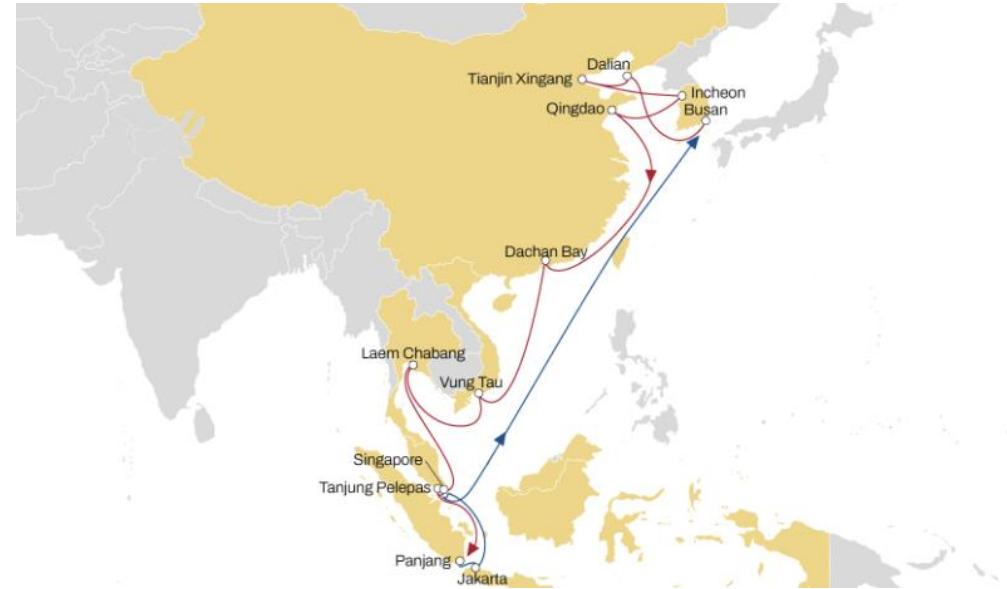 Dalian
Tianjin Xingang
Incheon
Qingdao
Busan
Dachan Bay
Laem Chabang
Vung Tau
Singapore
Tanjung Pelepas
Panjang
Jakarta